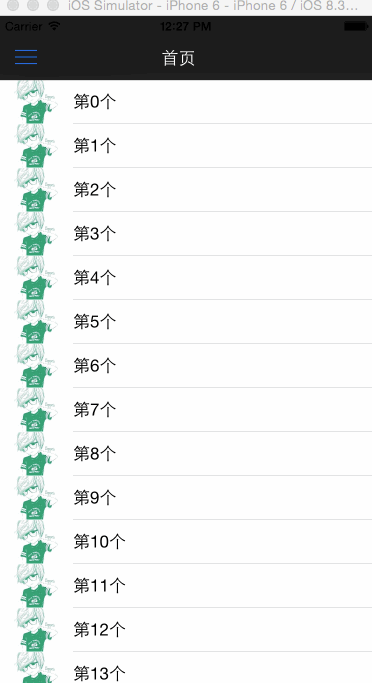 iOS Simulator - iPhone 6 - iPhone 6 / iOS 8.3...
Carrier 12:27 PM
首页
第0个
第1个
第2个
第3个
第4个
第5个
第6个
第7个
第8个
第9个
第10个
第11个
第12个
第13个